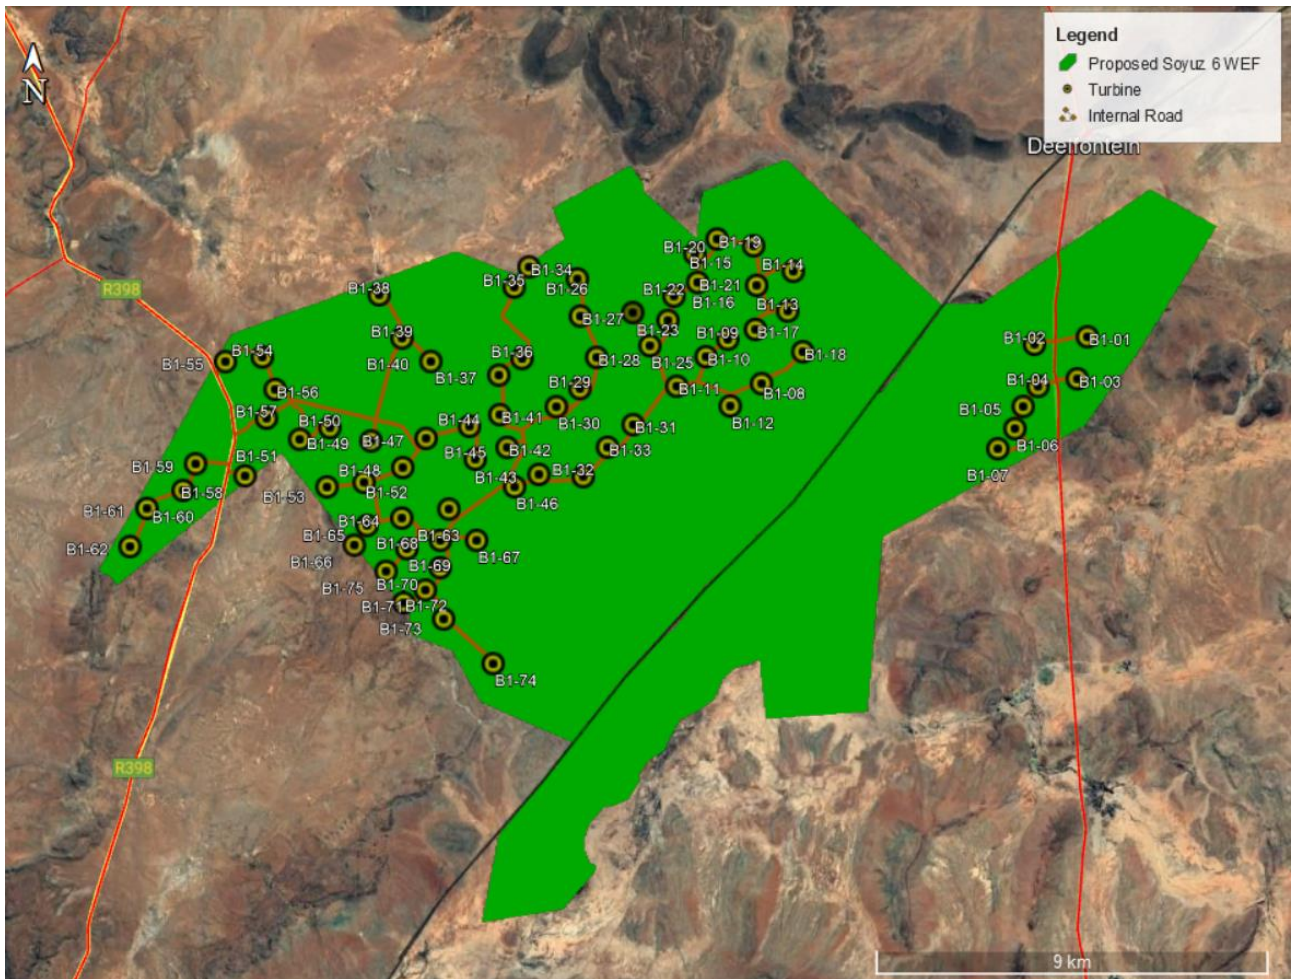 Legend
Proposed Soyuz 6 WEF
Turbine
Internal Road
N
Deelfontein
R398
B1-20
B1-19
B1-15
B1-14
B1-34
B1-35
B1-26
B1-21
B1-22
B1-16
B1-38
B1-13
B1-27
B1-23
B1-17
B1-39
B1-09
B1-02
B1-01
B1-18
B1-55
B1-54
B1-40
B1-36
B1-28
B1-25
B1-10
B1-37
B1-56
B1-29
B1-11
B1-08
B1-04
B1-03
B1-57
B1-50
B1-41
B1-30
B1-12
B1-05
B1-44
B1-49
B1-47
B1-31
B1-42
B1-45
B1-33
B1-06
B1-59
B1-51
B1-48
B1-43
B1-32
B1-07
B1-53
B1-58
B1-52
B1-46
B1-61
B1-60
B1-64
B1-65
B1-63
B1-62
B1-68
B1-67
B1-66
B1-69
B1-75
B1-70
B1-71
B1-72
B1-73
B1-74
R398
9 km